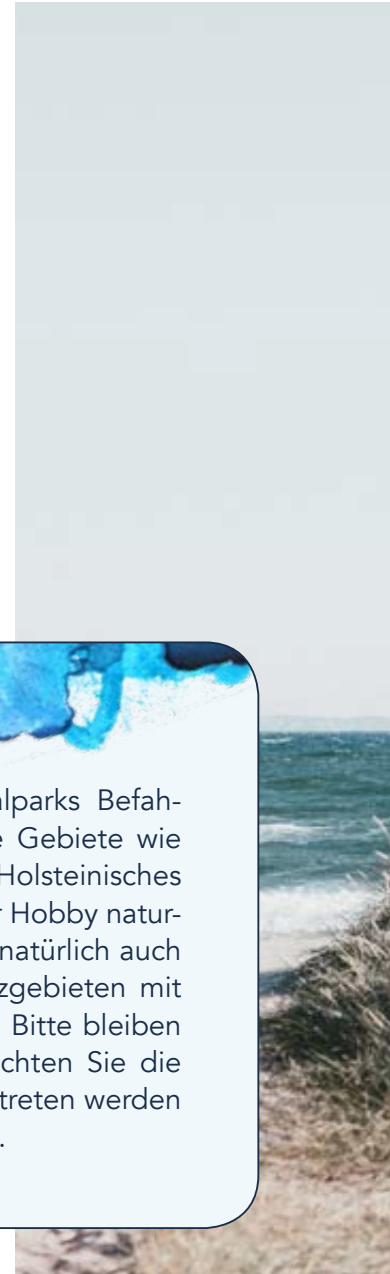 alparks Befah-
e Gebiete wie
Holsteinisches
r Hobby natur-
natürlich auch
zgebieten mit
Bitte bleiben
chten Sie die
treten werden
.